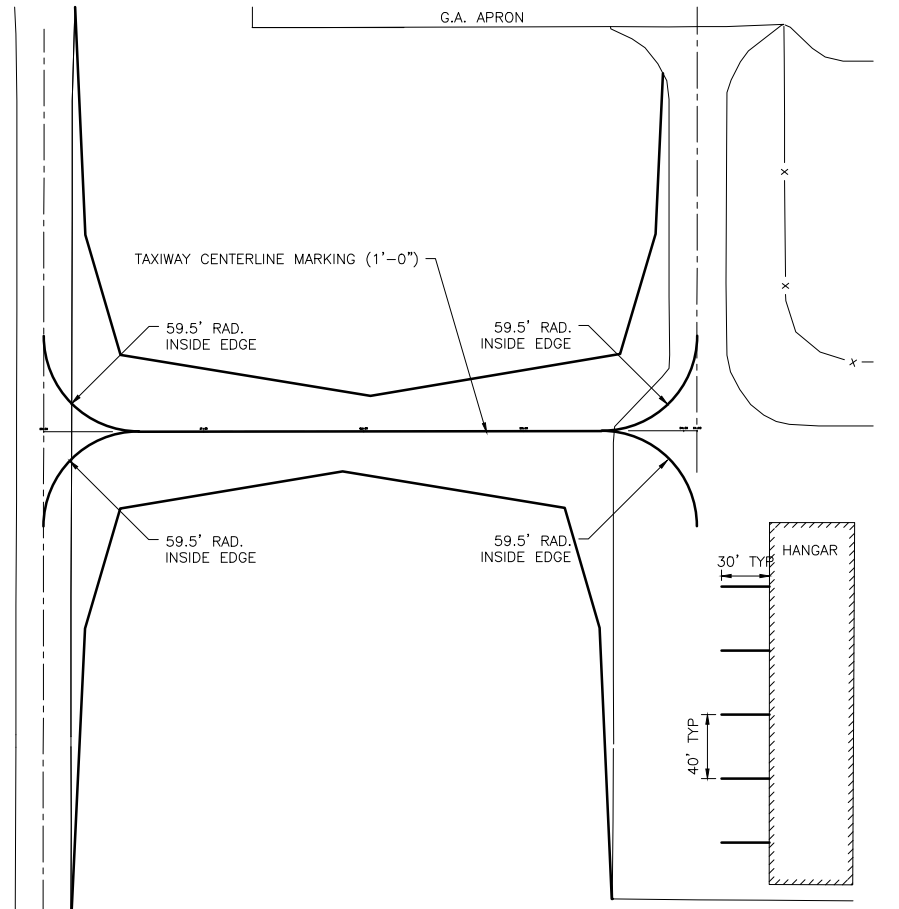 G.A. APRON
TAXIWAY CENTERLINE MARKING (1'-0")
59.5' RAD.
INSIDE EDGE
59.5' RAD.
INSIDE EDGE
x
x
x
59.5' RAD.
INSIDE EDGE
59.5' RAD.
INSIDE EDGE
HANGAR
30' TYP
40' TYP